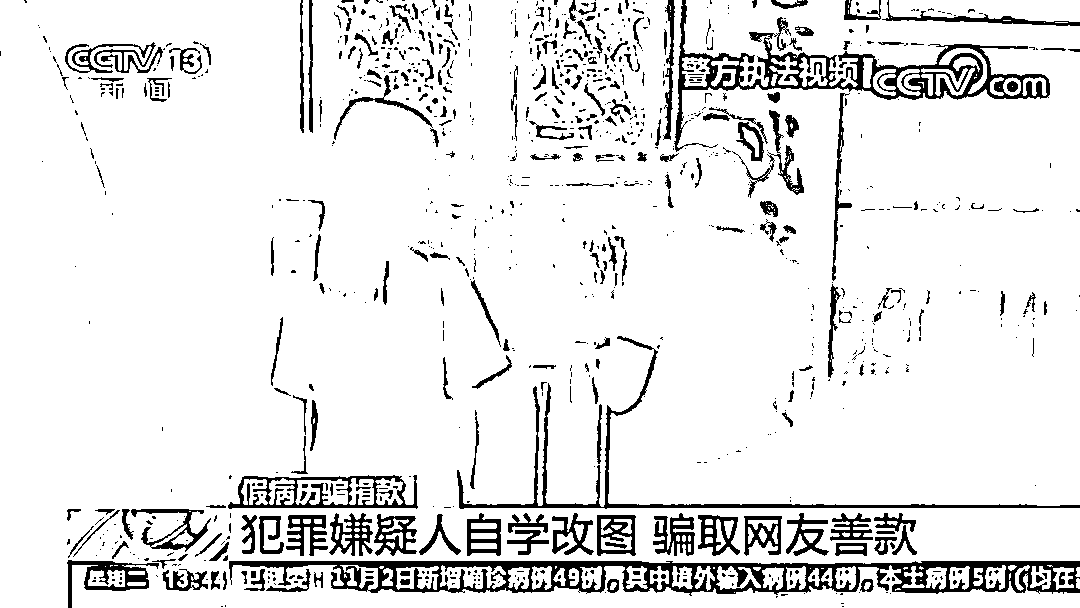 CCTV 13
新闻
警方执法视频 CCTV.com
假病历骗捐款
犯罪嫌疑人自学改图 骗取网友善款
星期二 13:44 卫健委：11月2日新增确诊病例49例，其中境外输入病例44例，本土病例5例（均在